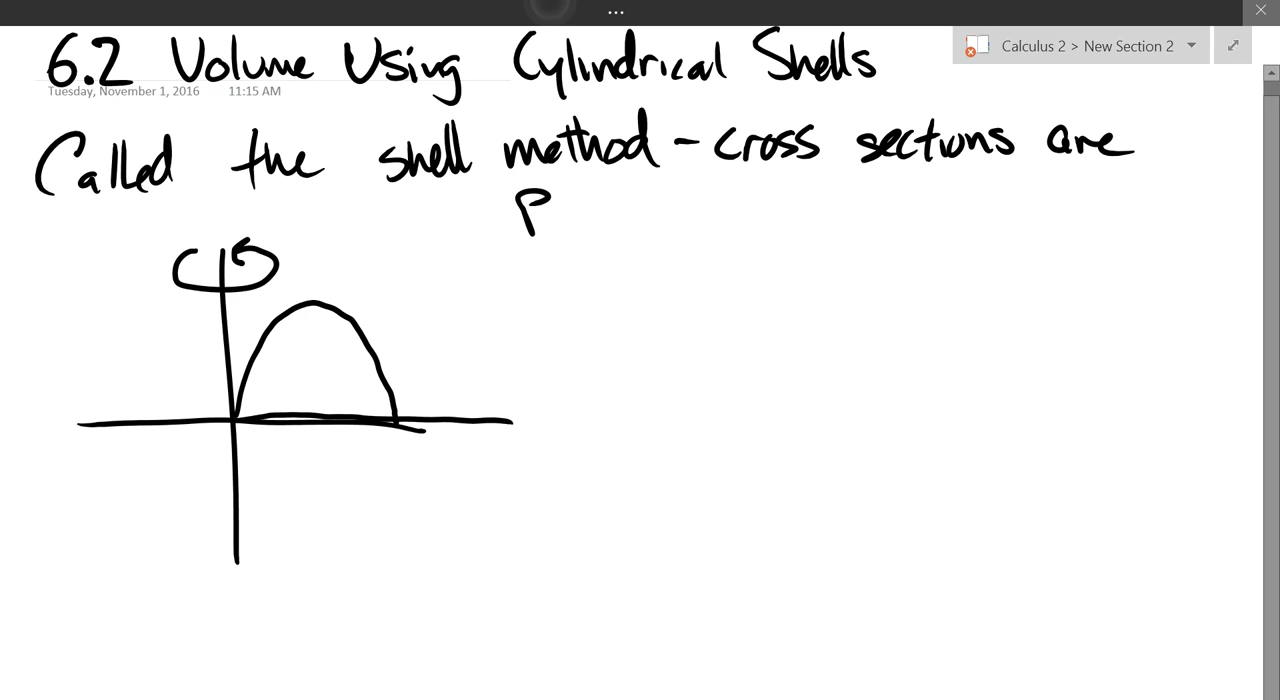 ...
Calculus 2 > New Section 2
6.2 Volume Using Cylindrical Shells
Tuesday, November 1, 2016 11:15 AM
Called the shell method - cross sections are
P